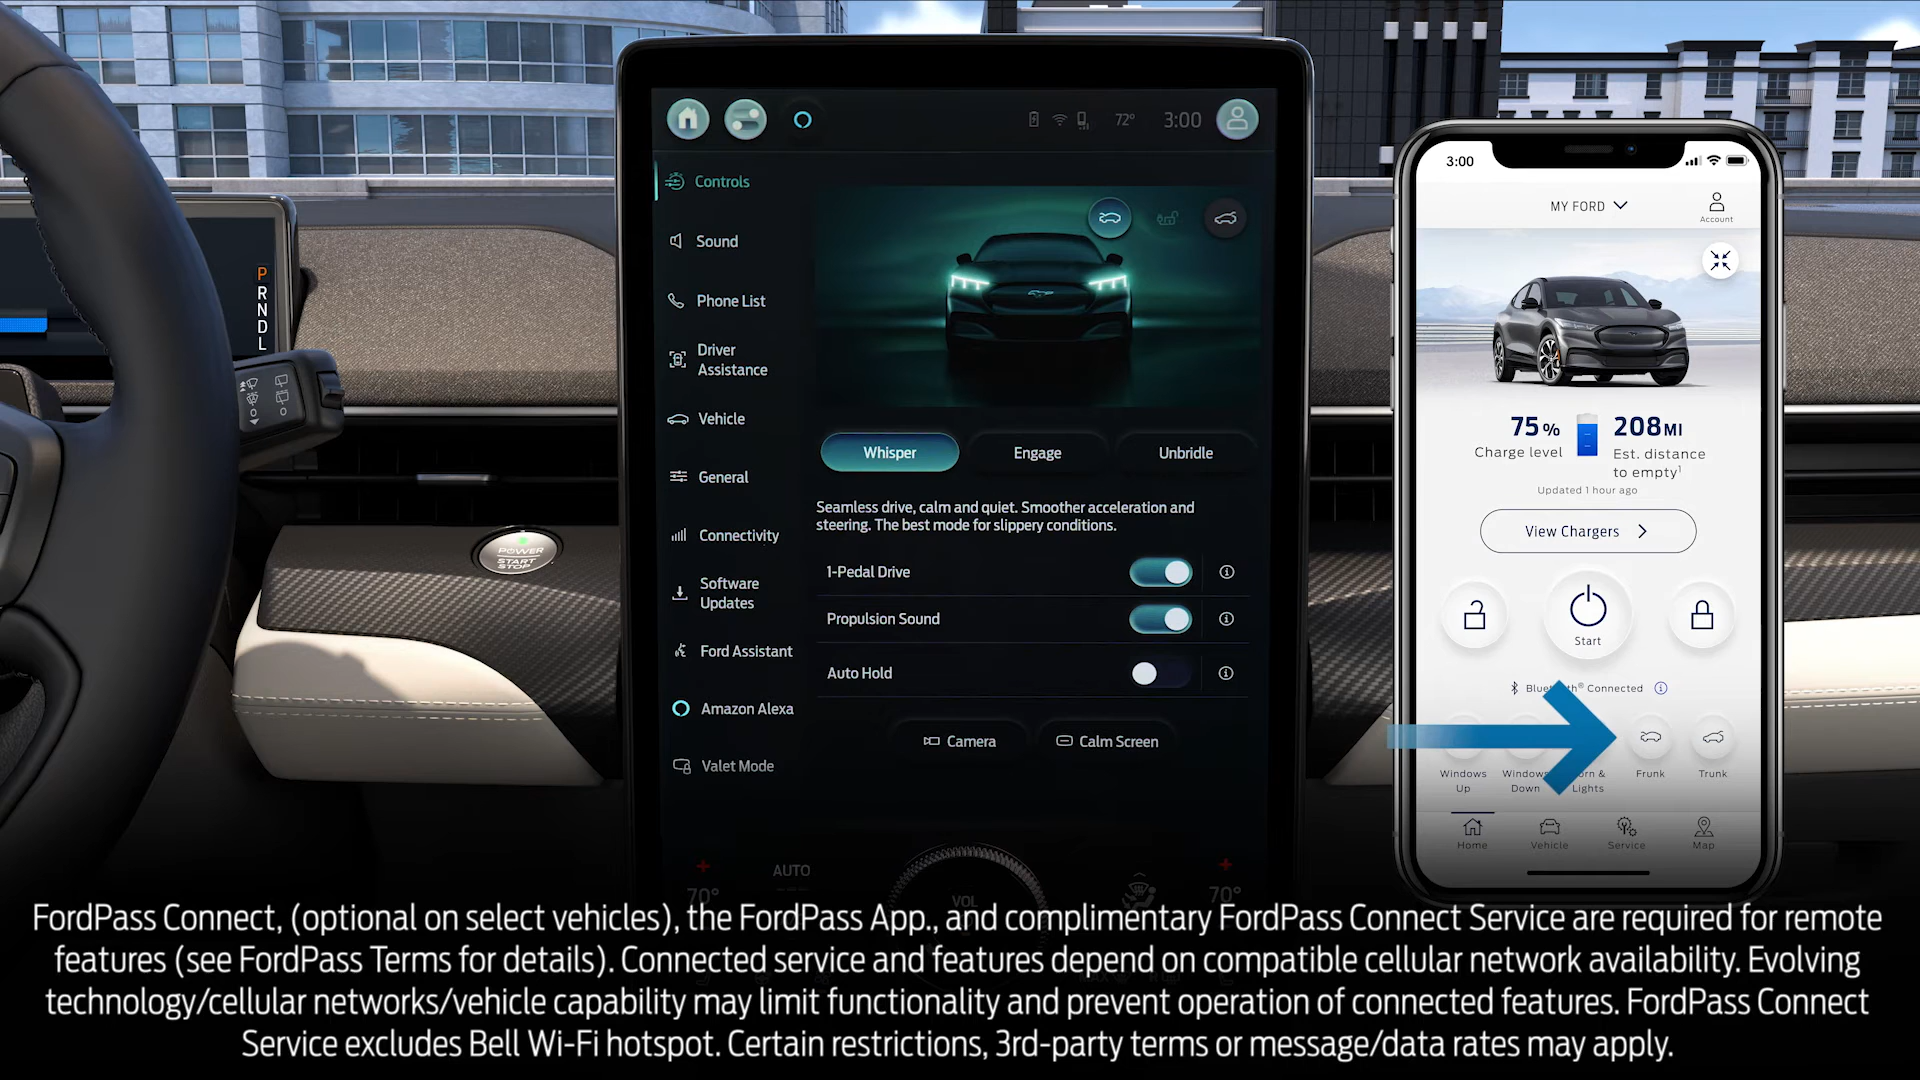 P
R
N
D
L
POWER
START
STOP
72°
3:00
Controls
Sound
Phone List
Driver
Assistance
Vehicle
General
Connectivity
Software
Updates
Ford Assistant
Amazon Alexa
Valet Mode
Whisper
Engage
Unbridle
Seamless drive, calm and quiet. Smoother acceleration and
steering. The best mode for slippery conditions.
1-Pedal Drive
Propulsion Sound
Auto Hold
Camera
Calm Screen
AUTO
70°
VOL
70°
3:00
MY FORD
Account
75%
Charge level
208MI
Est. distance
to empty¹
Updated 1 hour ago
View Chargers
Start
Connected
Windows
Up
Windows
Down
Lights
Frunk
Trunk
Home
Vehicle
Service
Map
FordPass Connect, (optional on select vehicles), the FordPass App., and complimentary FordPass Connect Service are required for remote
features (see FordPass Terms for details). Connected service and features depend on compatible cellular network availability. Evolving
technology/cellular networks/vehicle capability may limit functionality and prevent operation of connected features. FordPass Connect
Service excludes Bell Wi-Fi hotspot. Certain restrictions, 3rd-party terms or message/data rates may apply.